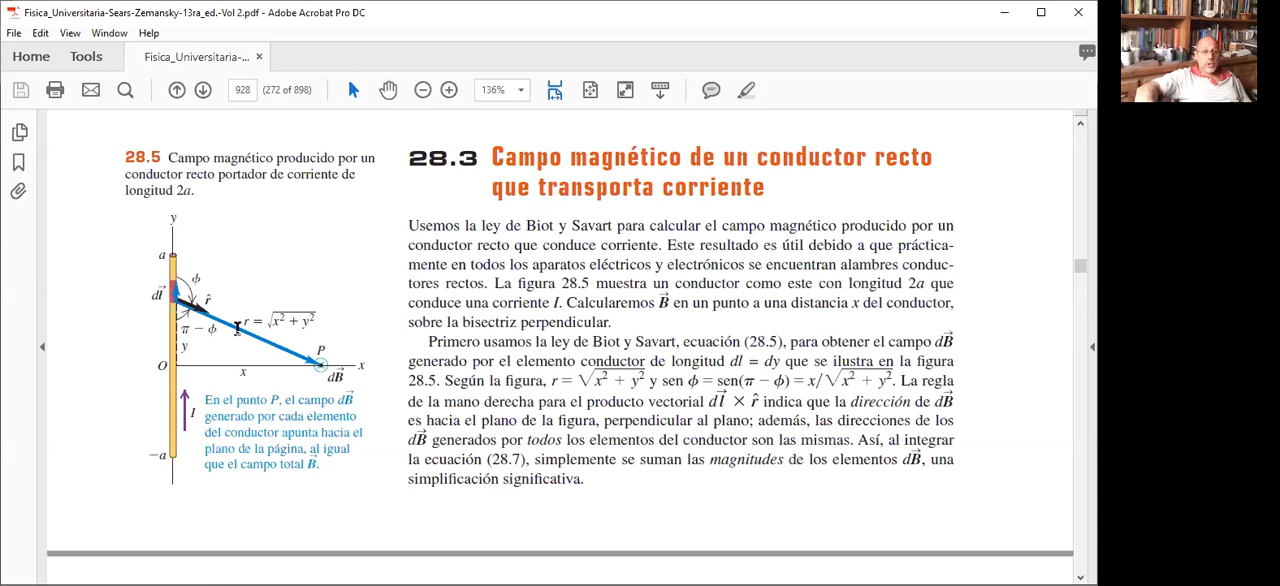 Fisica_Universitaria-Sears-Zemansky-13ra_ed.-Vol 2.pdf - Adobe Acrobat Pro DC
File Edit View Window Help
Home Tools Fisica_Universitaria-... ×
928 (272 of 898) 136%
28.5 Campo magnético producido por un
conductor recto portador de corriente de
longitud 2a.
y
a
ϕ
dl⃗
r̂
r = √x² + y²
π − ϕ
y
P
O
x
x
dB⃗
I
−a
En el punto P, el campo dB⃗
generado por cada elemento
del conductor apunta hacia el
plano de la página, al igual
que el campo total B⃗.
28.3 Campo magnético de un conductor recto
que transporta corriente
Usemos la ley de Biot y Savart para calcular el campo magnético producido por un
conductor recto que conduce corriente. Este resultado es útil debido a que práctica-
mente en todos los aparatos eléctricos y electrónicos se encuentran alambres conduc-
tores rectos. La figura 28.5 muestra un conductor como este con longitud 2a que
conduce una corriente I. Calcularemos B⃗ en un punto a una distancia x del conductor,
sobre la bisectriz perpendicular.
Primero usamos la ley de Biot y Savart, ecuación (28.5), para obtener el campo dB⃗
generado por el elemento conductor de longitud dl = dy que se ilustra en la figura
28.5. Según la figura, r = √x² + y² y sen ϕ = sen(π − ϕ) = x/√x² + y². La regla
de la mano derecha para el producto vectorial dl⃗ × r̂ indica que la dirección de dB⃗
es hacia el plano de la figura, perpendicular al plano; además, las direcciones de los
dB⃗ generados por todos los elementos del conductor son las mismas. Así, al integrar
la ecuación (28.7), simplemente se suman las magnitudes de los elementos dB⃗, una
simplificación significativa.